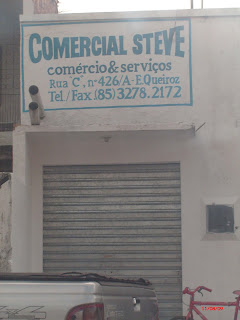 COMERCIAL STEVE
comércio & serviços
Rua "C", nº 426/A - E. Queiroz
Tel./Fax (85) 3278.2172